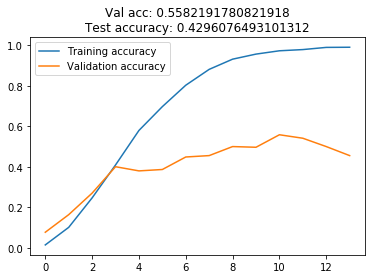 Val acc: 0.5582191780821918
Test accuracy: 0.4296076493101312
Training accuracy
Validation accuracy
1.0
0.8
0.6
0.4
0.2
0.0
0 2 4 6 8 10 12